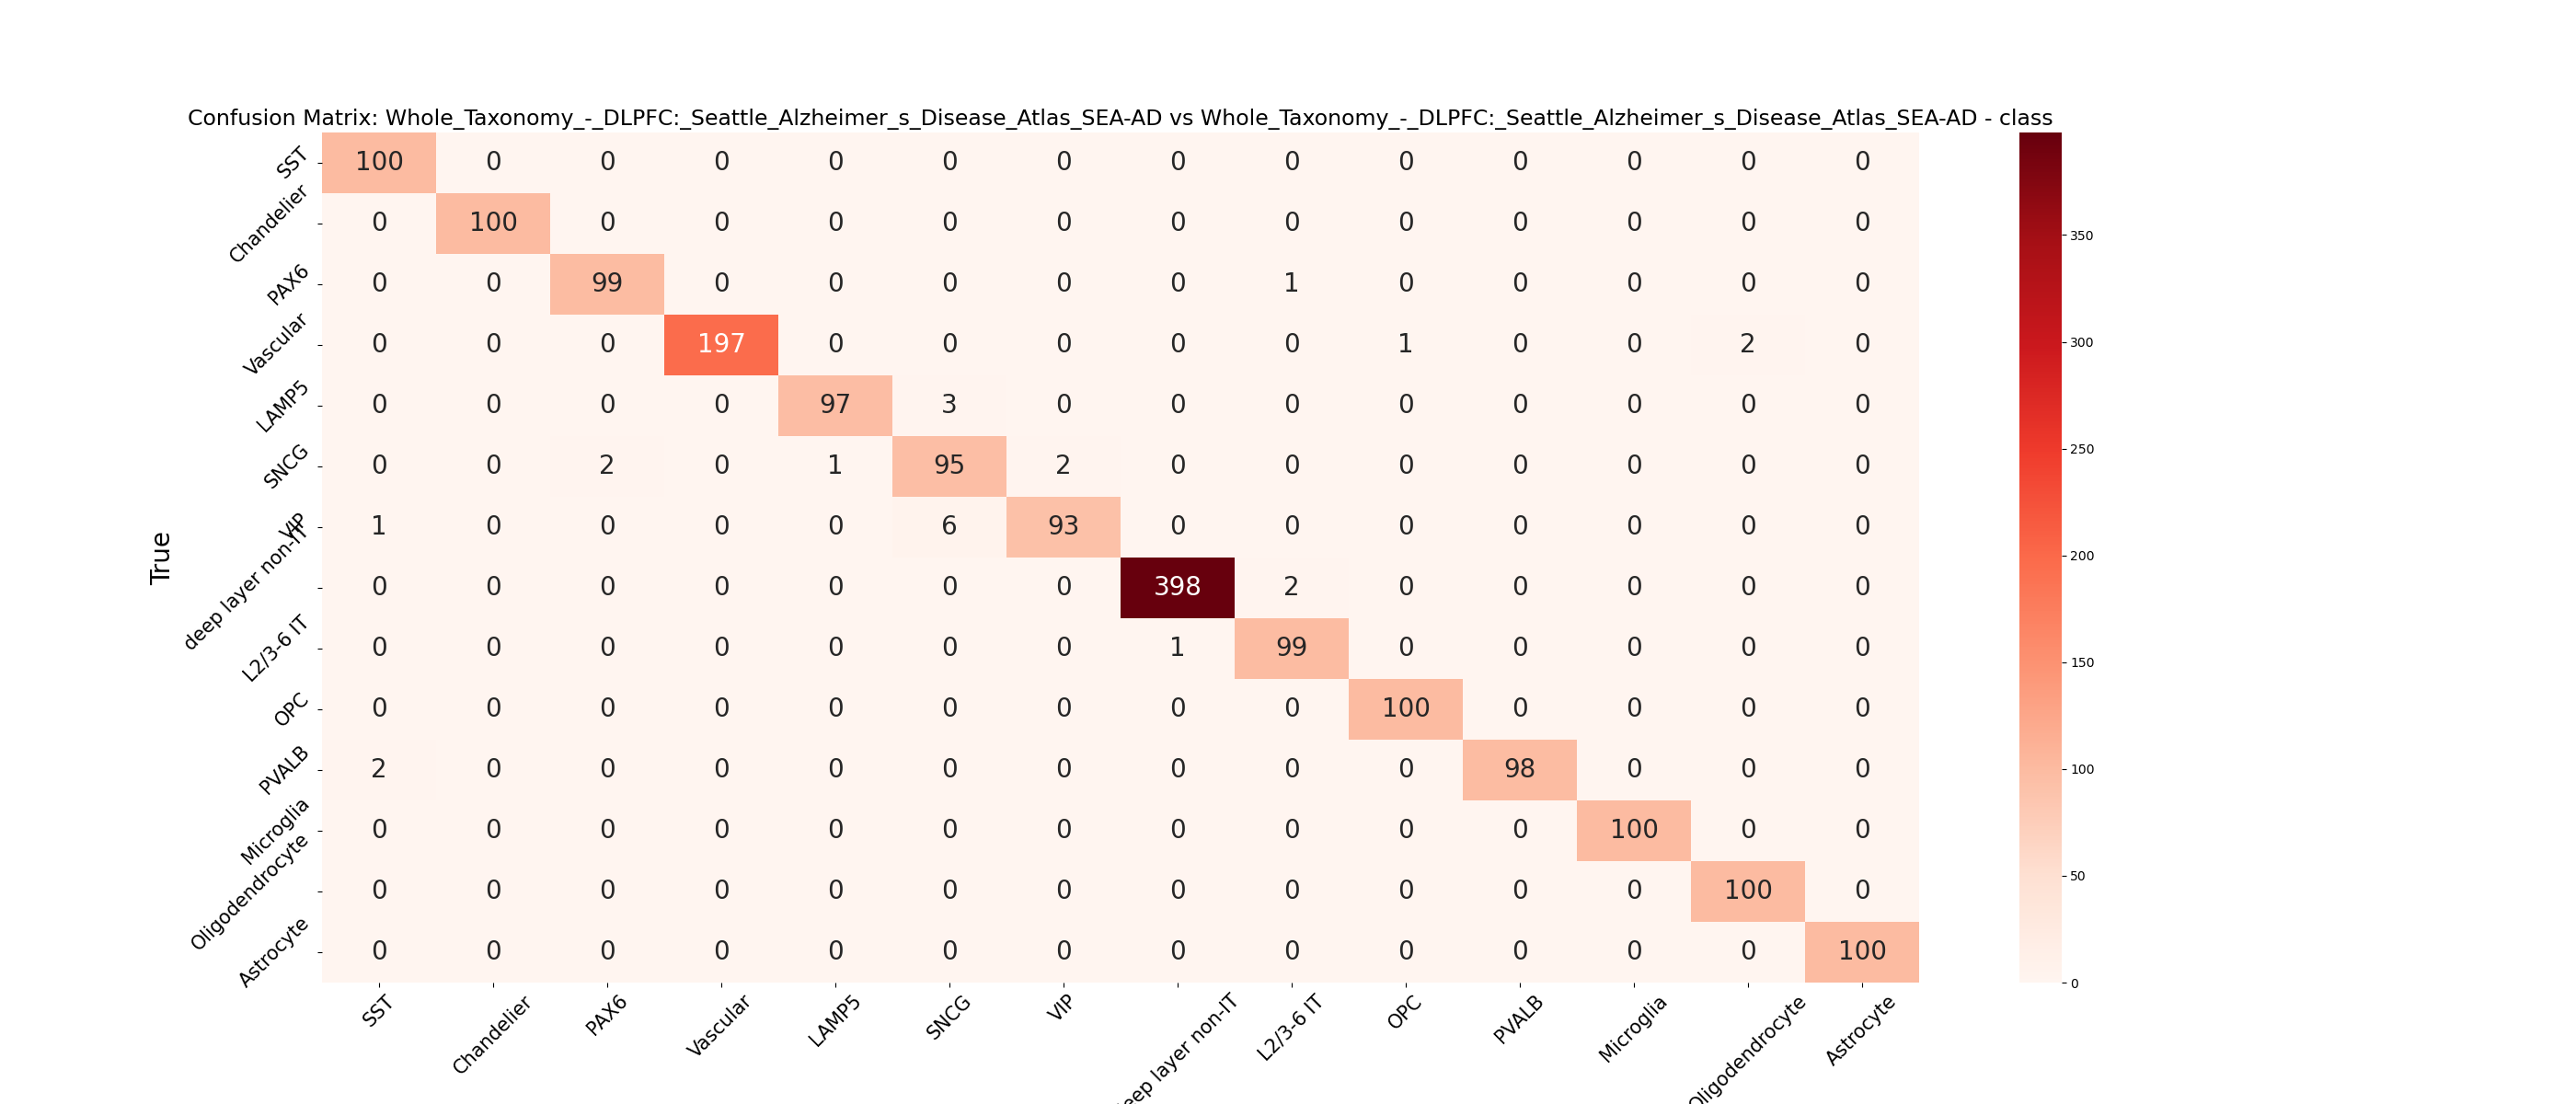 Confusion Matrix: Whole_Taxonomy_-_DLPFC:_Seattle_Alzheimer_s_Disease_Atlas_SEA-AD vs Whole_Taxonomy_-_DLPFC:_Seattle_Alzheimer_s_Disease_Atlas_SEA-AD - class
True
SST 100 0 0 0 0 0 0 0 0 0 0 0 0 0
Chandelier 0 100 0 0 0 0 0 0 0 0 0 0 0 0
PAX6 0 0 99 0 0 0 0 0 1 0 0 0 0 0
Vascular 0 0 0 197 0 0 0 0 0 1 0 0 2 0
LAMP5 0 0 0 0 97 3 0 0 0 0 0 0 0 0
SNCG 0 0 2 0 1 95 2 0 0 0 0 0 0 0
VIP 1 0 0 0 0 6 93 0 0 0 0 0 0 0
deep layer non-IT 0 0 0 0 0 0 0 398 2 0 0 0 0 0
L2/3-6 IT 0 0 0 0 0 0 0 1 99 0 0 0 0 0
OPC 0 0 0 0 0 0 0 0 0 100 0 0 0 0
PVALB 2 0 0 0 0 0 0 0 0 0 98 0 0 0
Microglia 0 0 0 0 0 0 0 0 0 0 0 100 0 0
Oligodendrocyte 0 0 0 0 0 0 0 0 0 0 0 0 100 0
Astrocyte 0 0 0 0 0 0 0 0 0 0 0 0 0 100
SST Chandelier PAX6 Vascular LAMP5 SNCG VIP layer non-IT L2/3-6 IT OPC PVALB Microglia Oligodendrocyte Astrocyte
350
300
250
200
150
100
50
0